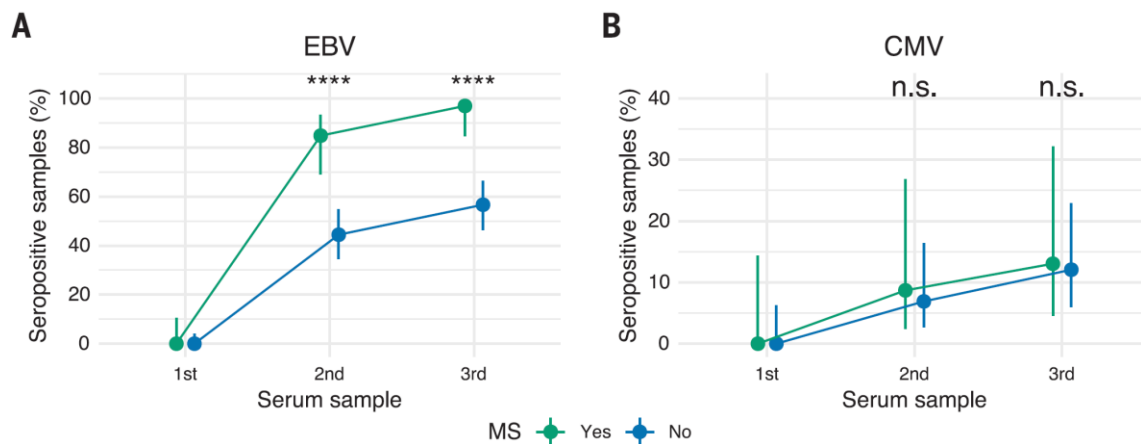 A
EBV
****
****
100
80
60
40
20
0
Seropositive samples (%)
1st
2nd
3rd
Serum sample
B
CMV
n.s.
n.s.
40
30
20
10
0
Seropositive samples (%)
1st
2nd
3rd
Serum sample
MS Yes No